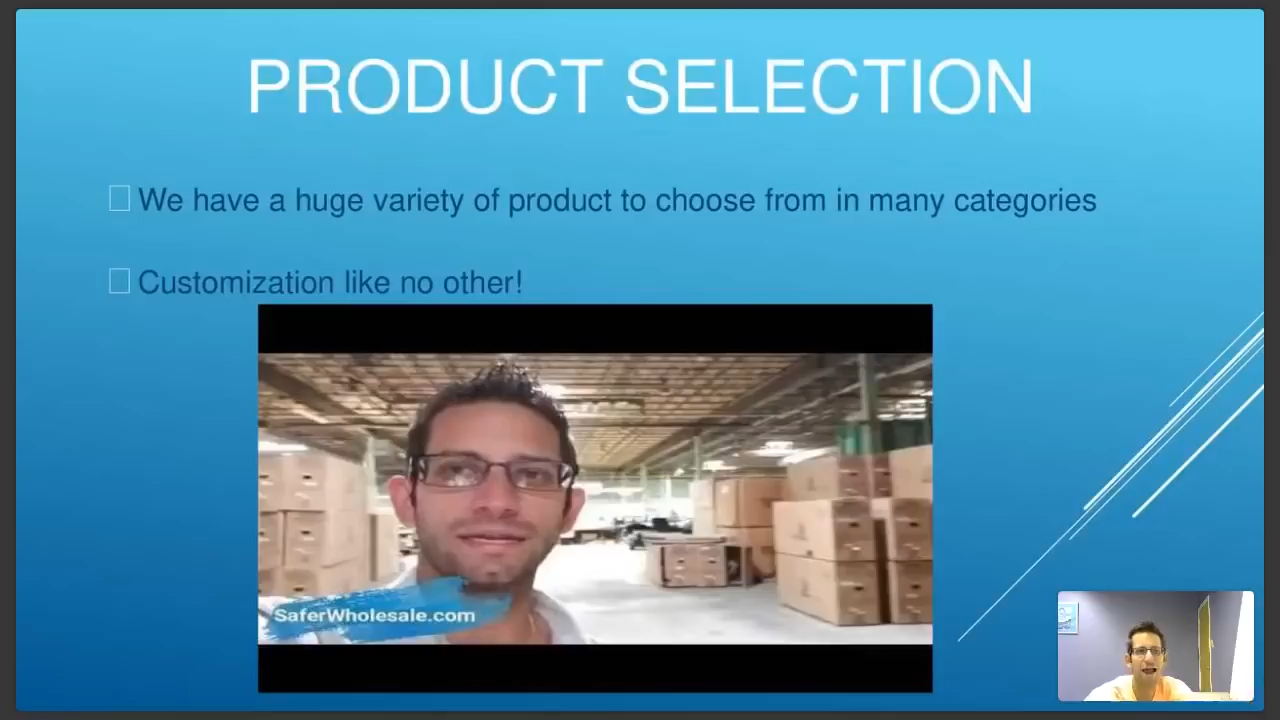 PRODUCT SELECTION
We have a huge variety of product to choose from in many categories
Customization like no other!
SaferWholesale.com